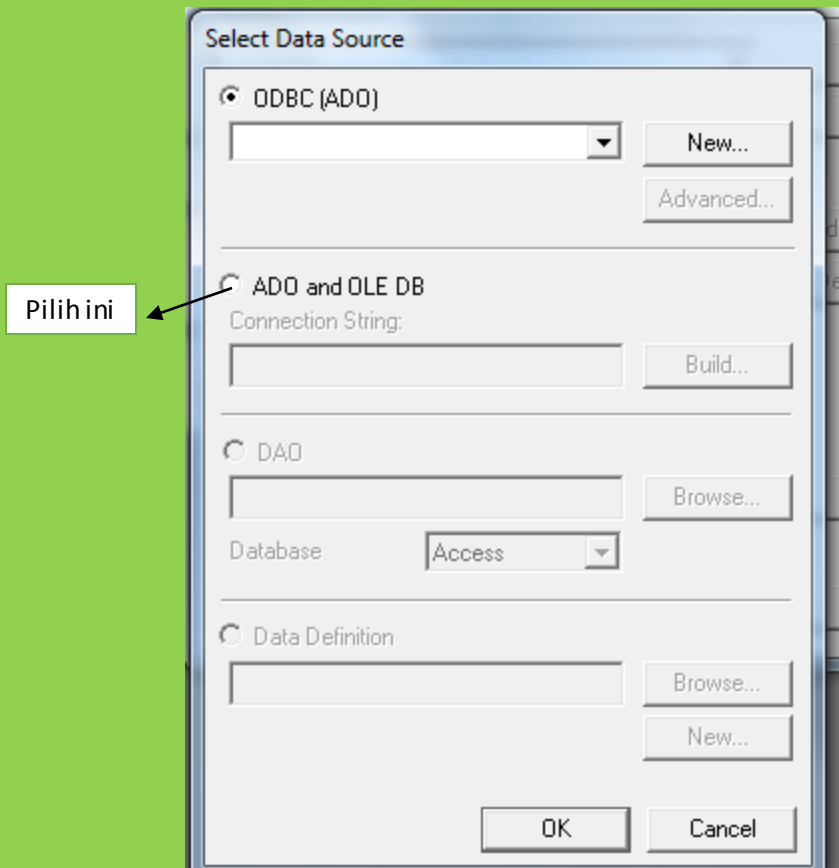 Select Data Source
ODBC (ADO)
New...
Advanced...
Pilih ini
ADO and OLE DB
Connection String:
Build...
DAO
Browse...
Database
Access
Data Definition
Browse...
New...
OK
Cancel